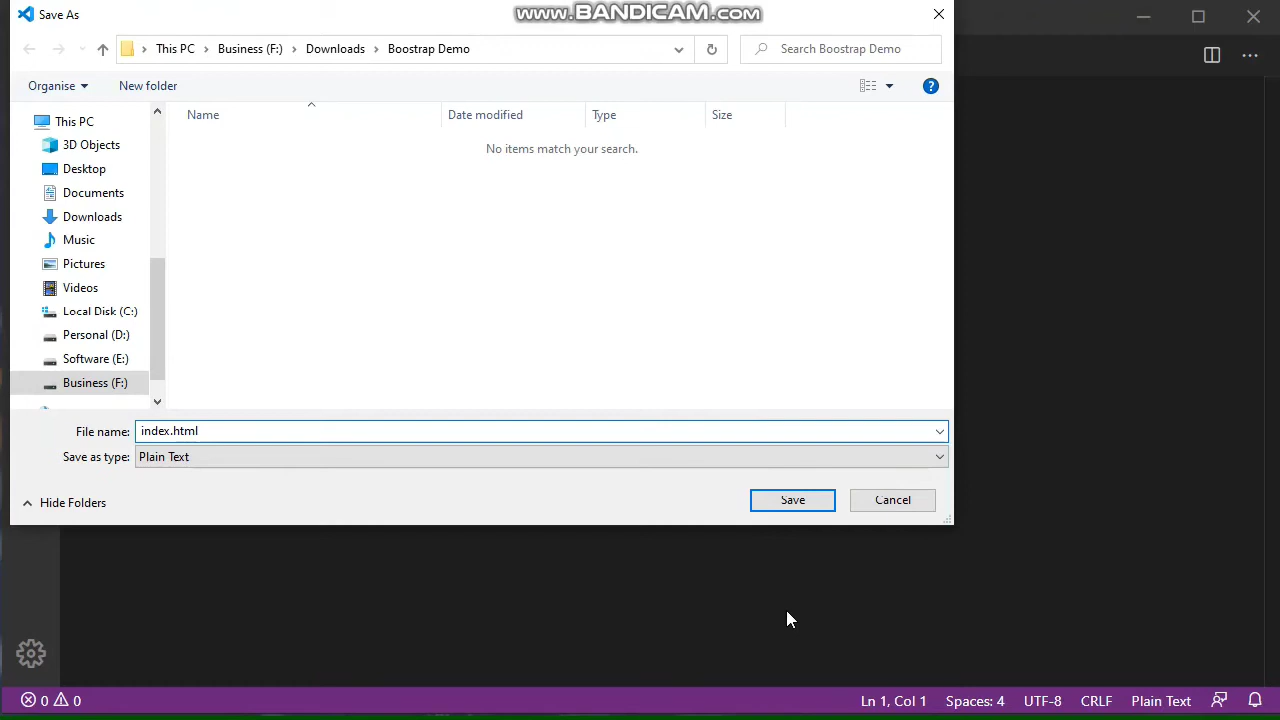 Save As
www.BANDICAM.com
This PC
Business (F:)
Downloads
Boostrap Demo
Search Boostrap Demo
Organise
New folder
Name
Date modified
Type
Size
No items match your search.
This PC
3D Objects
Desktop
Documents
Downloads
Music
Pictures
Videos
Local Disk (C:)
Personal (D:)
Software (E:)
Business (F:)
File name:
index.html
Save as type:
Plain Text
Hide Folders
Save
Cancel
0
0
Ln 1, Col 1
Spaces: 4
UTF-8
CRLF
Plain Text